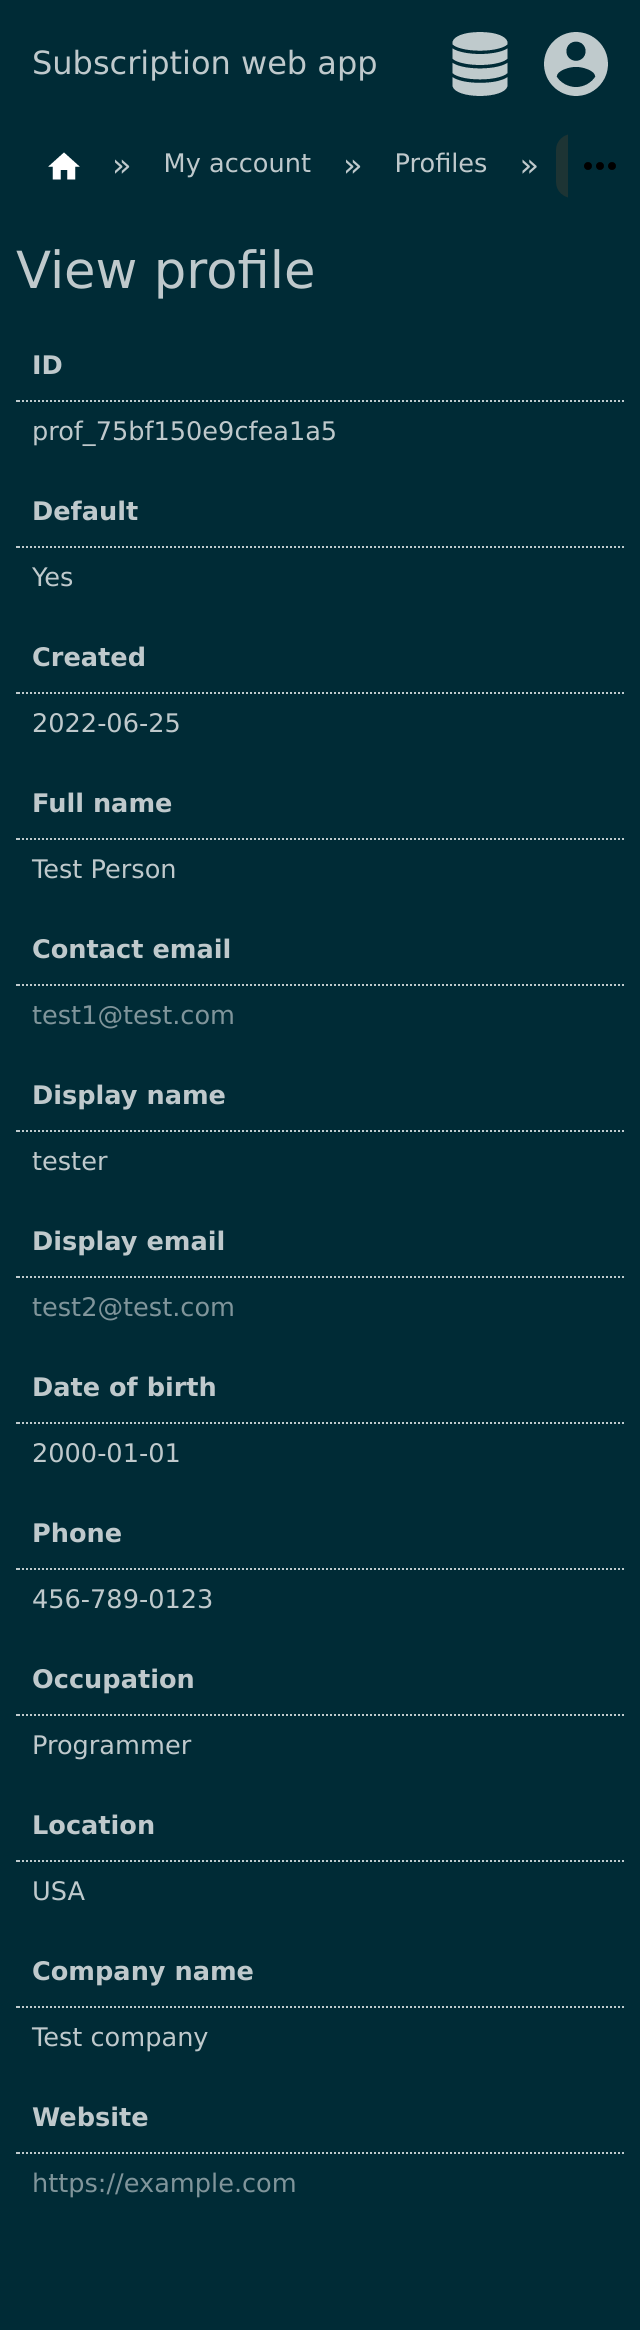 Subscription web app
» My account » Profiles » •••
View profile
ID
prof_75bf150e9cfea1a5
Default
Yes
Created
2022-06-25
Full name
Test Person
Contact email
test1@test.com
Display name
tester
Display email
test2@test.com
Date of birth
2000-01-01
Phone
456-789-0123
Occupation
Programmer
Location
USA
Company name
Test company
Website
https://example.com